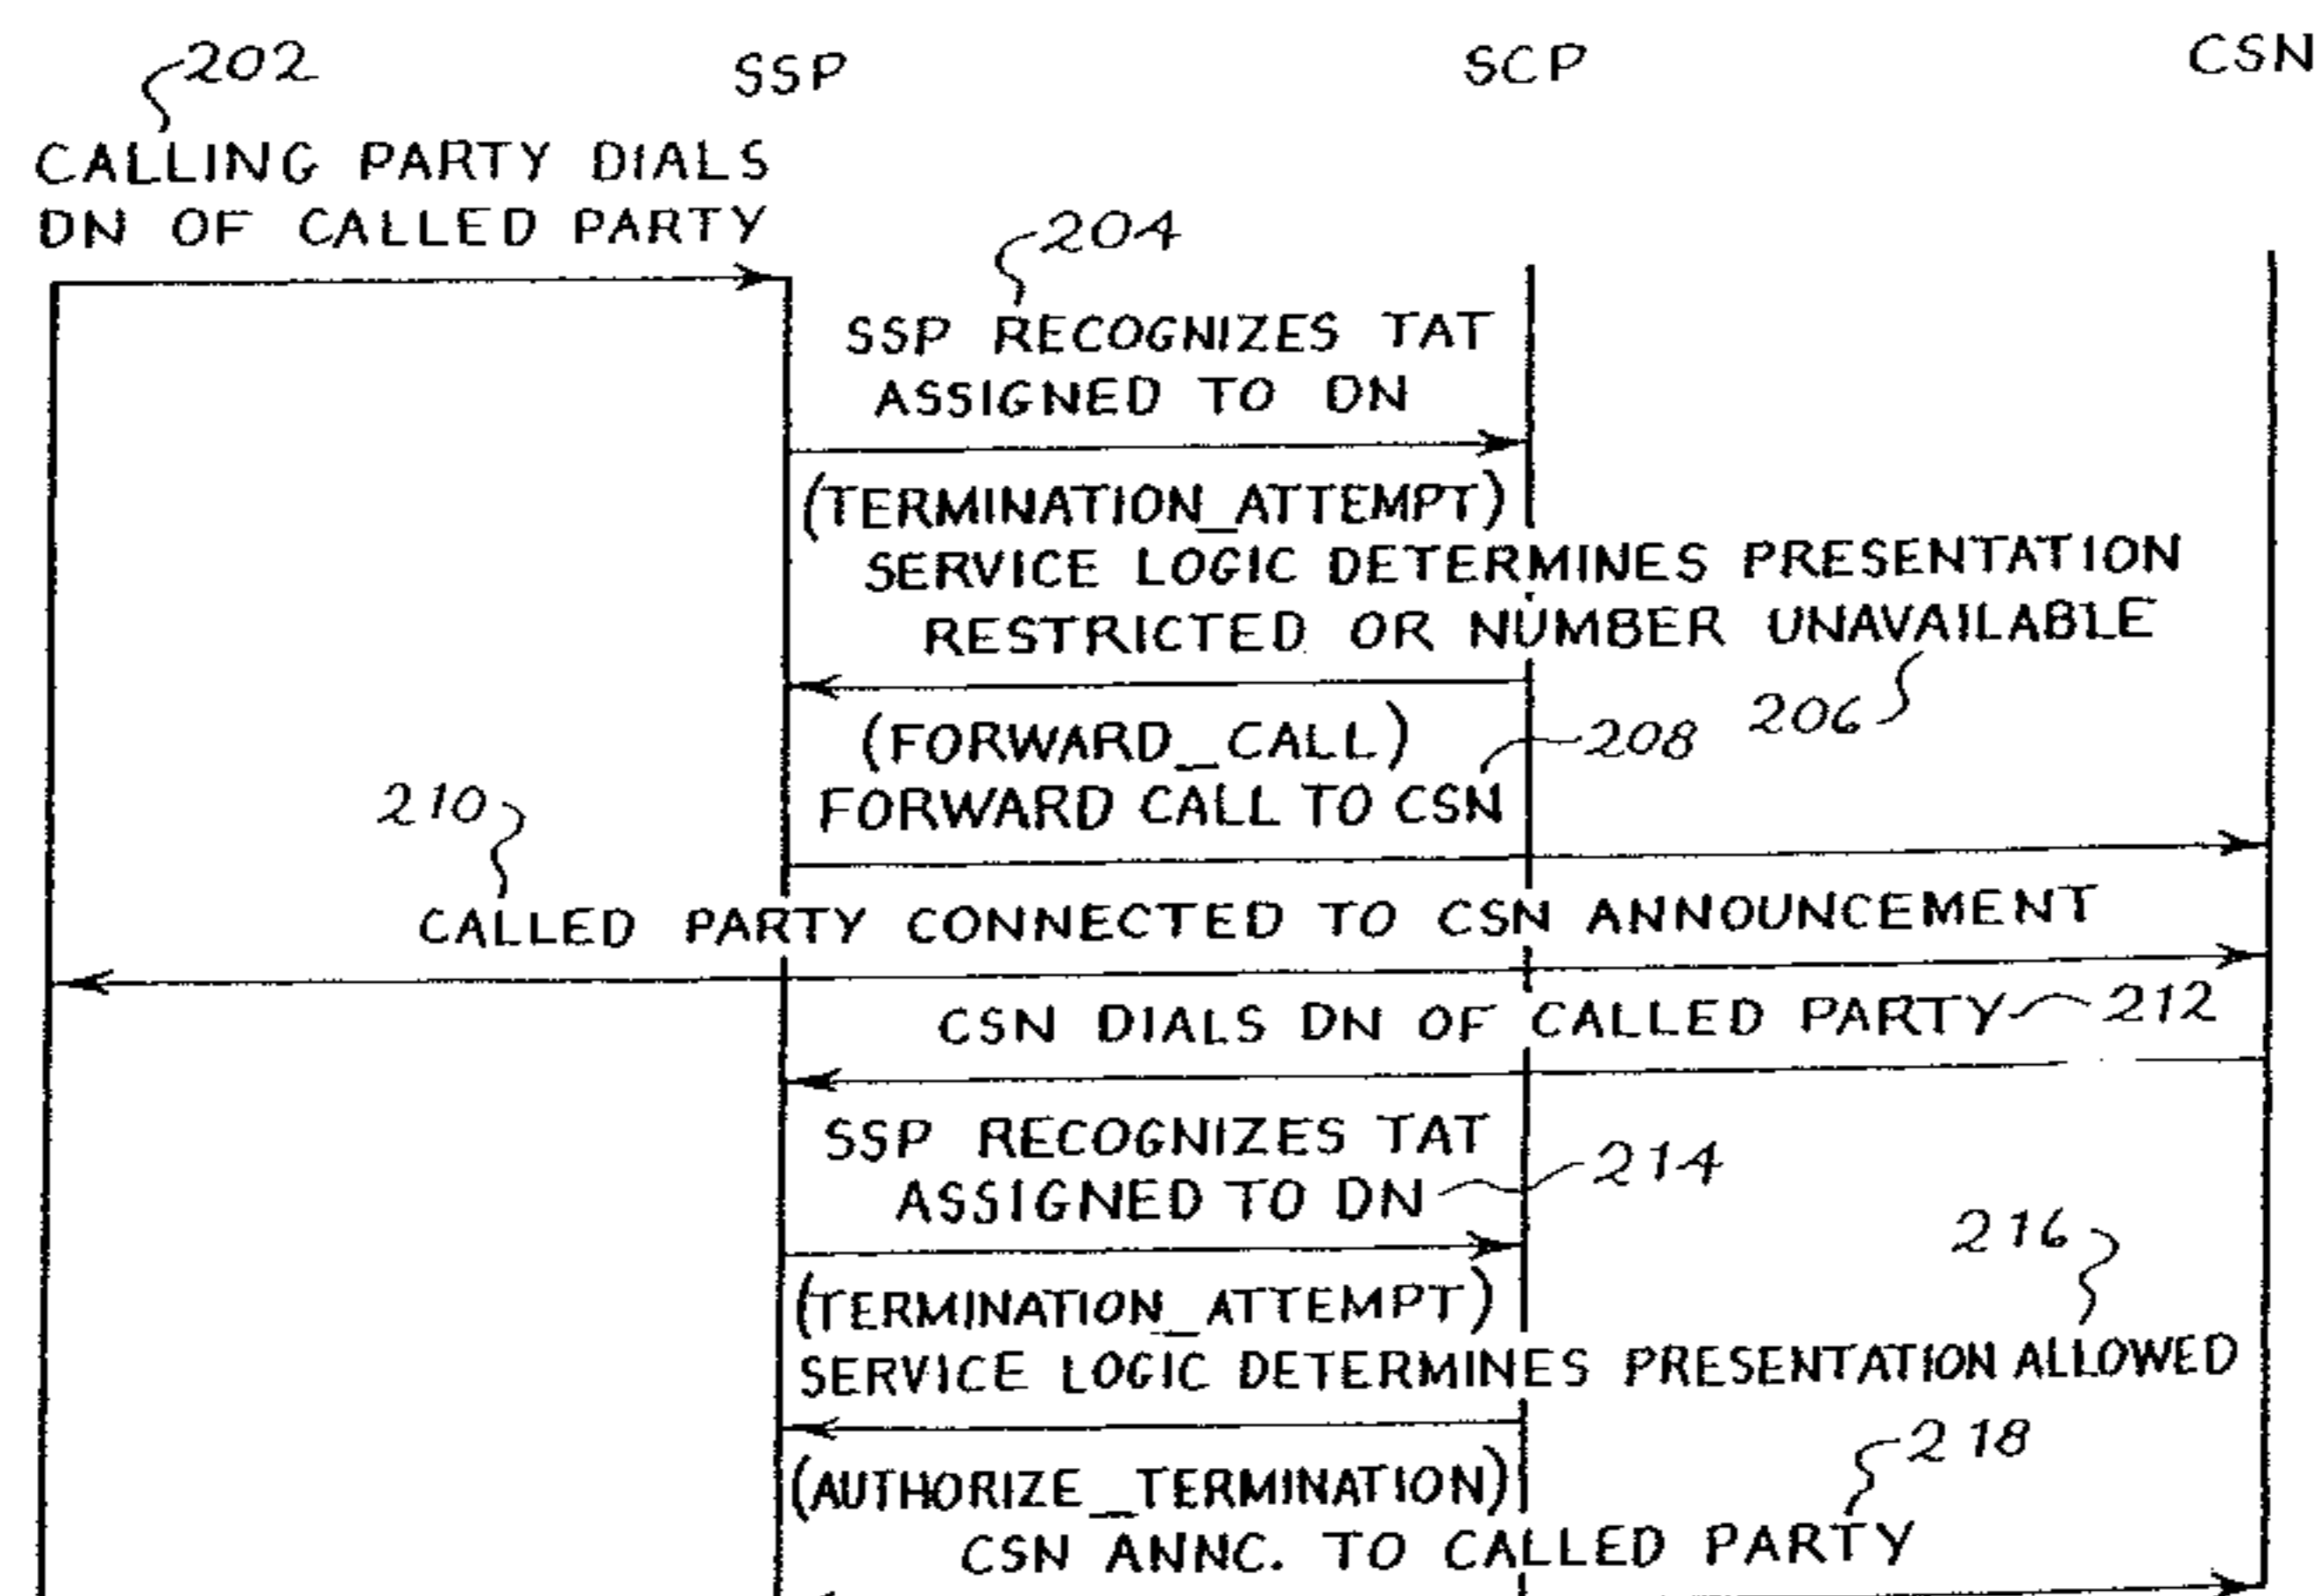 202
SSP
SCP
CSN
CALLING PARTY DIALS
DN OF CALLED PARTY
204
SSP RECOGNIZES TAT
ASSIGNED TO DN
(TERMINATION_ATTEMPT)
SERVICE LOGIC DETERMINES PRESENTATION
RESTRICTED OR NUMBER UNAVAILABLE
206
(FORWARD_CALL)
208
FORWARD CALL TO CSN
210
CALLED PARTY CONNECTED TO CSN ANNOUNCEMENT
CSN DIALS DN OF CALLED PARTY
212
SSP RECOGNIZES TAT
ASSIGNED TO DN
214
216
(TERMINATION_ATTEMPT)
SERVICE LOGIC DETERMINES PRESENTATION ALLOWED
218
(AUTHORIZE_TERMINATION)
CSN ANNC. TO CALLED PARTY